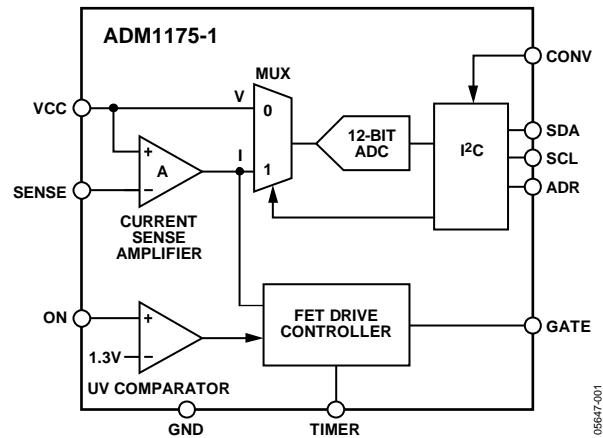 ADM1175-1
MUX
CONV
V
VCC
0
12-BIT
ADC
I²C
SDA
SCL
ADR
I
1
A
+
–
SENSE
CURRENT
SENSE
AMPLIFIER
FET DRIVE
CONTROLLER
ON
+
1.3V
–
GATE
UV COMPARATOR
GND
TIMER
05647-001